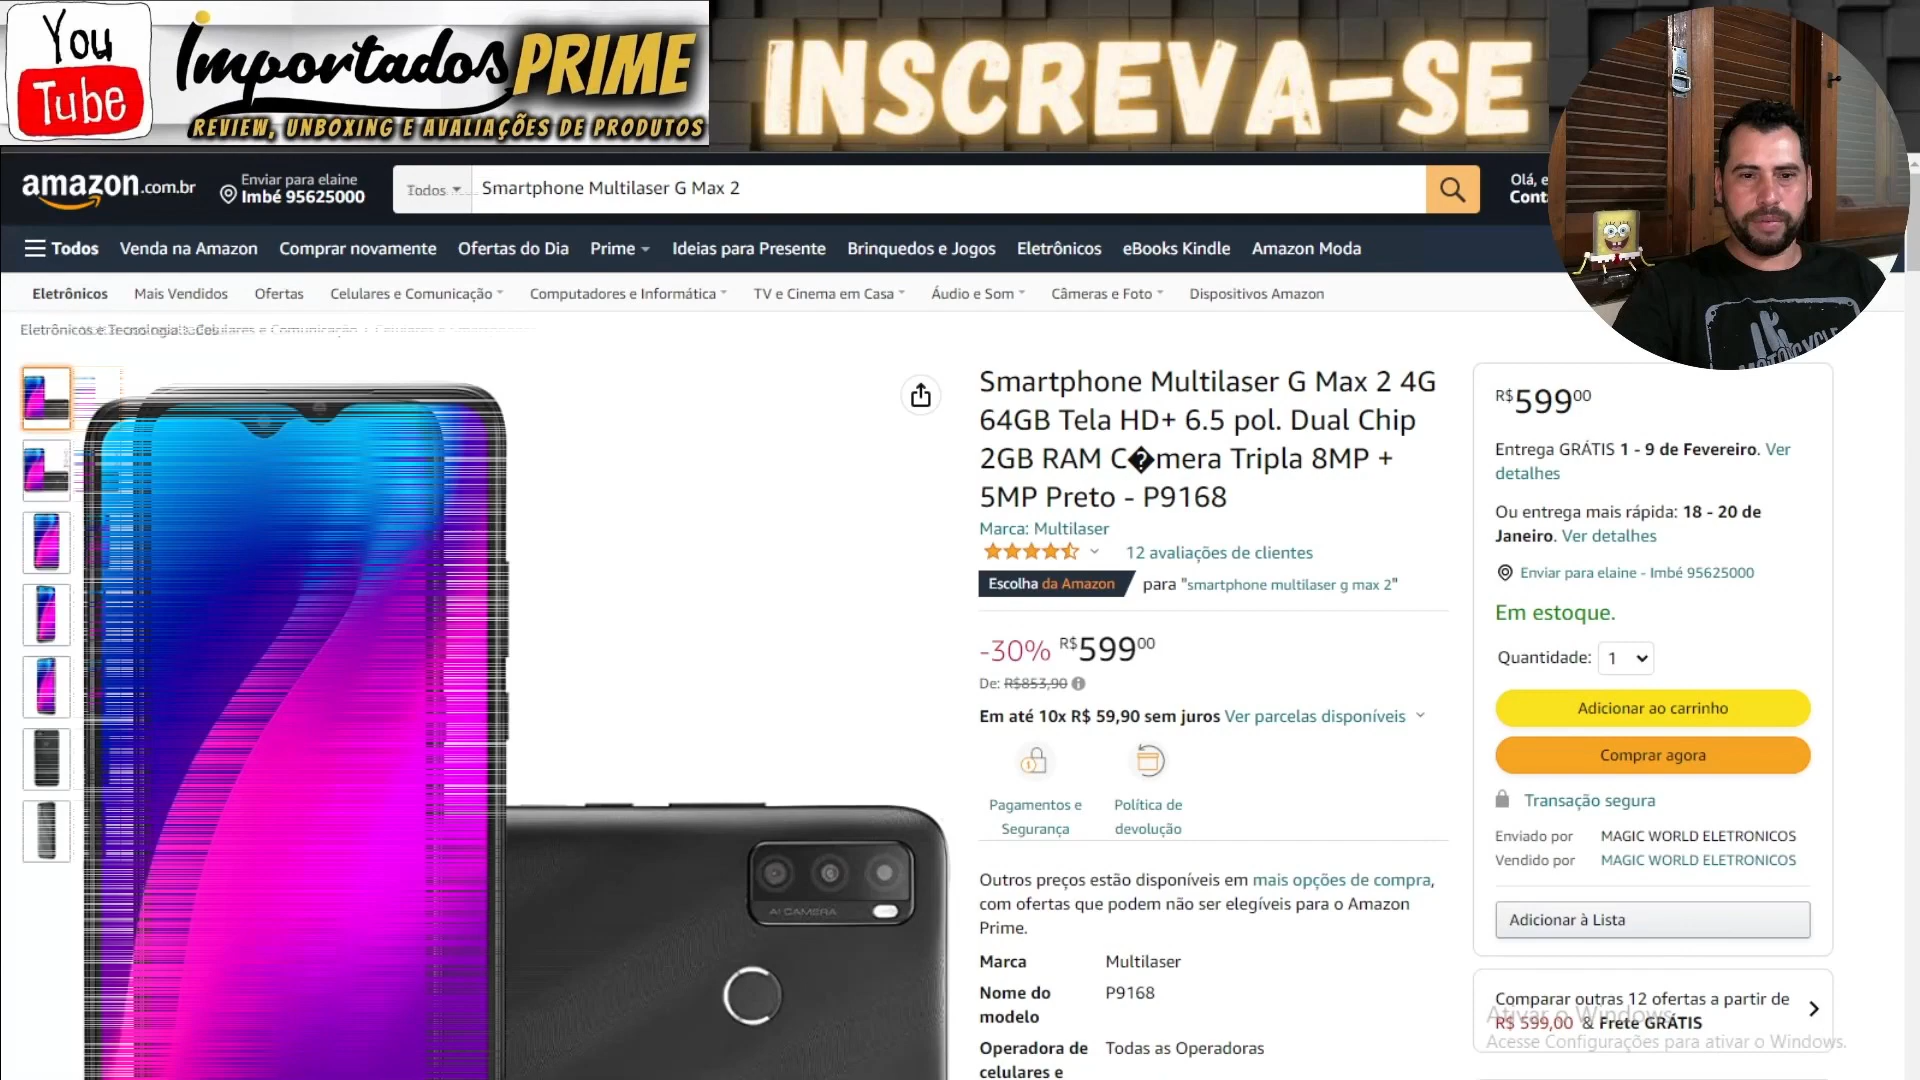 You
Tube
importados PRIME
REVIEW, UNBOXING E AVALIAÇÕES DE PRODUTOS
INSCREVA-SE
amazon.com.br
Enviar para elaine
Imbé 95625000
Todos
Smartphone Multilaser G Max 2
Olá, e
Cont
Todos
Venda na Amazon
Comprar novamente
Ofertas do Dia
Prime
Ideias para Presente
Brinquedos e Jogos
Eletrônicos
eBooks Kindle
Amazon Moda
Eletrônicos
Mais Vendidos
Ofertas
Celulares e Comunicação
Computadores e Informática
TV e Cinema em Casa
Áudio e Som
Câmeras e Foto
Dispositivos Amazon
Smartphone Multilaser G Max 2 4G
64GB Tela HD+ 6.5 pol. Dual Chip
2GB RAM C�mera Tripla 8MP +
5MP Preto - P9168
Marca: Multilaser
12 avaliações de clientes
Escolha da Amazon para "smartphone multilaser g max 2"
-30% R$59900
De: R$853,90
Em até 10x R$ 59,90 sem juros Ver parcelas disponíveis
Pagamentos e
Segurança
Política de
devolução
Outros preços estão disponíveis em mais opções de compra,
com ofertas que podem não ser elegíveis para o Amazon
Prime.
Marca Multilaser
Nome do P9168
modelo
Operadora de Todas as Operadoras
celulares e
AI CAMERA
R$59900
Entrega GRÁTIS 1 - 9 de Fevereiro. Ver
detalhes
Ou entrega mais rápida: 18 - 20 de
Janeiro. Ver detalhes
Enviar para elaine - Imbé 95625000
Em estoque.
Quantidade: 1
Adicionar ao carrinho
Comprar agora
Transação segura
Enviado por MAGIC WORLD ELETRONICOS
Vendido por MAGIC WORLD ELETRONICOS
Adicionar à Lista
Comparar outras 12 ofertas a partir de
R$ 599,00 & Frete GRÁTIS
Ativar o Windows
Acesse Configurações para ativar o Windows.